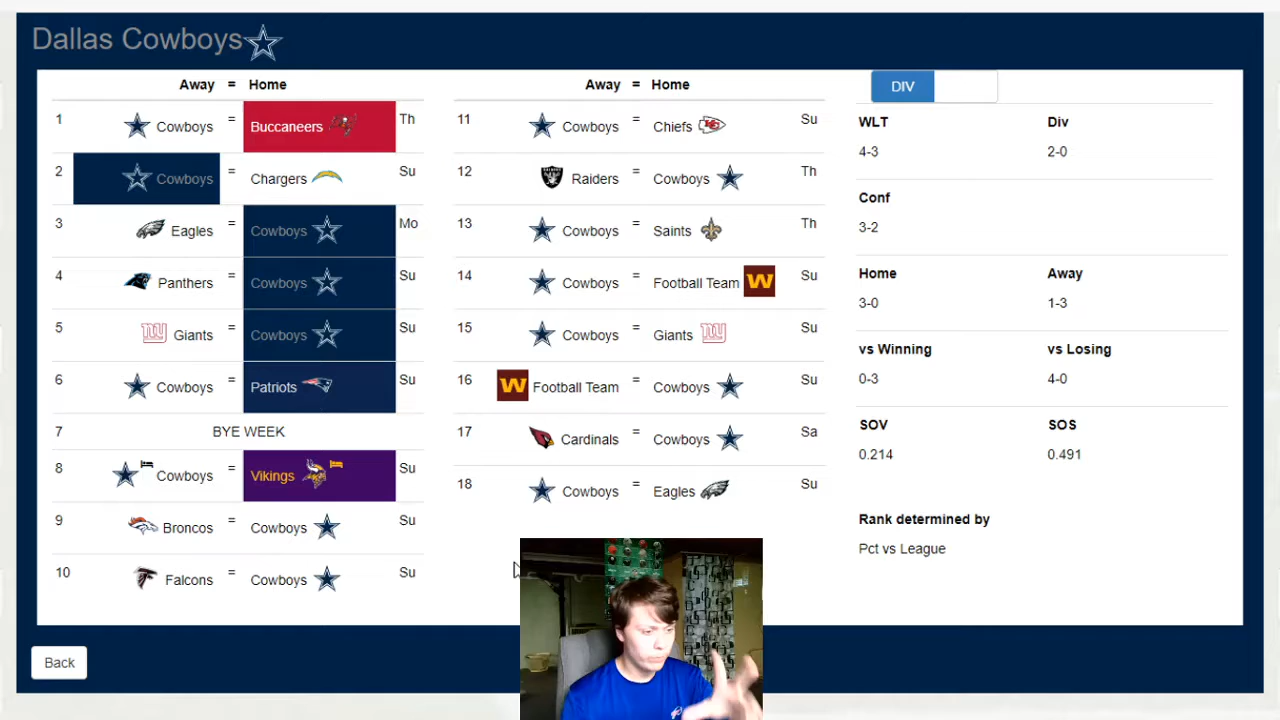 Dallas Cowboys
Away = Home
1 Cowboys = Buccaneers Th
2 Cowboys = Chargers Su
3 Eagles = Cowboys Mo
4 Panthers = Cowboys Su
5 Giants = Cowboys Su
6 Cowboys = Patriots Su
7 BYE WEEK
8 Cowboys = Vikings Su
9 Broncos = Cowboys Su
10 Falcons = Cowboys Su
Away = Home
11 Cowboys = Chiefs Su
12 Raiders = Cowboys Th
13 Cowboys = Saints Th
14 Cowboys = Football Team W Su
15 Cowboys = Giants NY Su
16 W Football Team = Cowboys Su
17 Cardinals = Cowboys Sa
18 Cowboys = Eagles Su
DIV
WLT Div
4-3 2-0
Conf
3-2
Home Away
3-0 1-3
vs Winning vs Losing
0-3 4-0
SOV SOS
0.214 0.491
Rank determined by
Pct vs League
Back